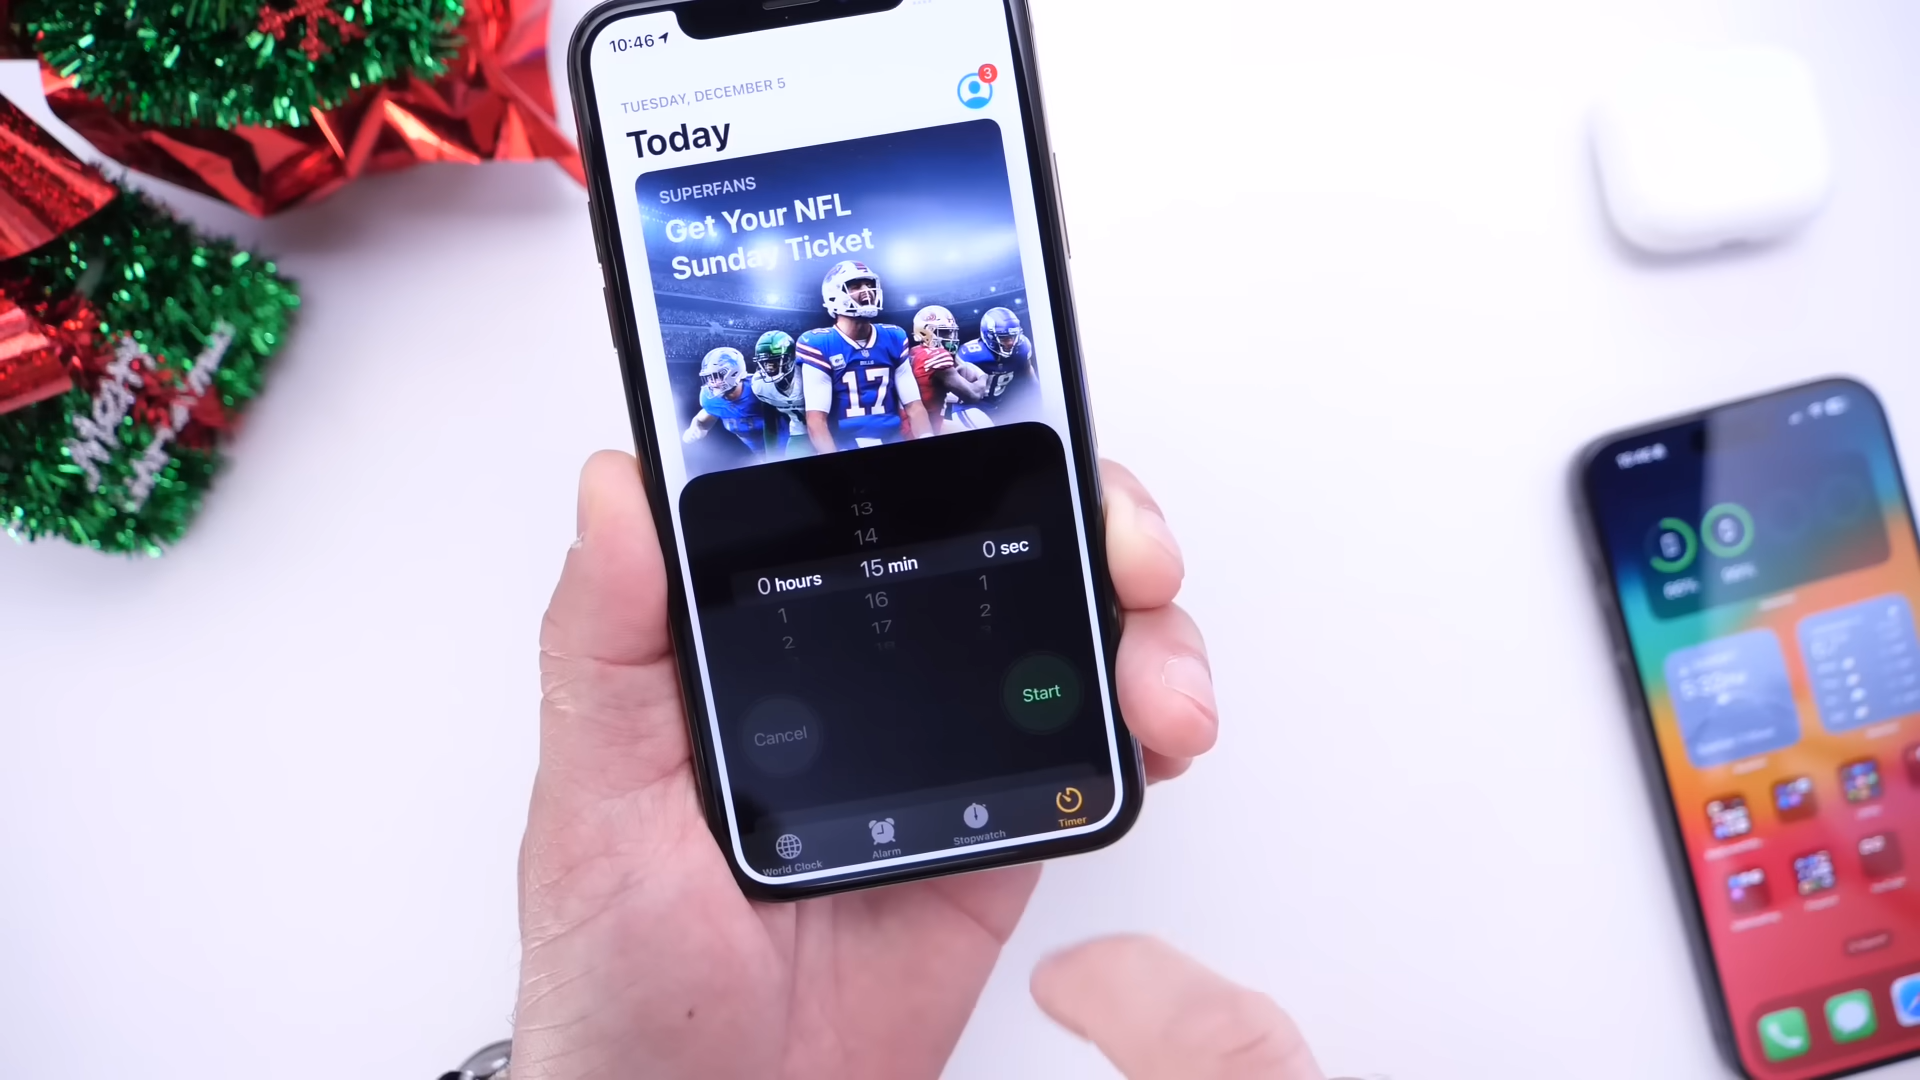 10:46
TUESDAY, DECEMBER 5
3
Today
SUPERFANS
Get Your NFL
Sunday Ticket
17
13
14
0 hours 15 min 0 sec
1 16 1
2 17 2
18
Cancel
Start
World Clock
Alarm
Stopwatch
Timer